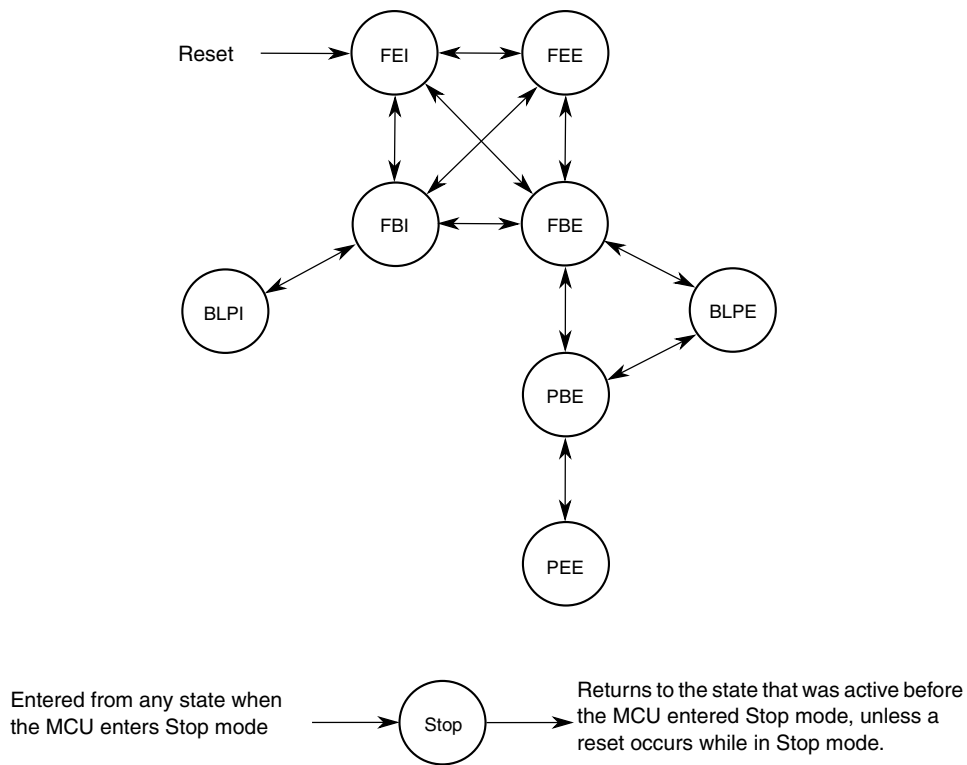 Reset
FEI
FEE
FBI
FBE
BLPI
BLPE
PBE
PEE
Entered from any state when
the MCU enters Stop mode
Stop
Returns to the state that was active before
the MCU entered Stop mode, unless a
reset occurs while in Stop mode.